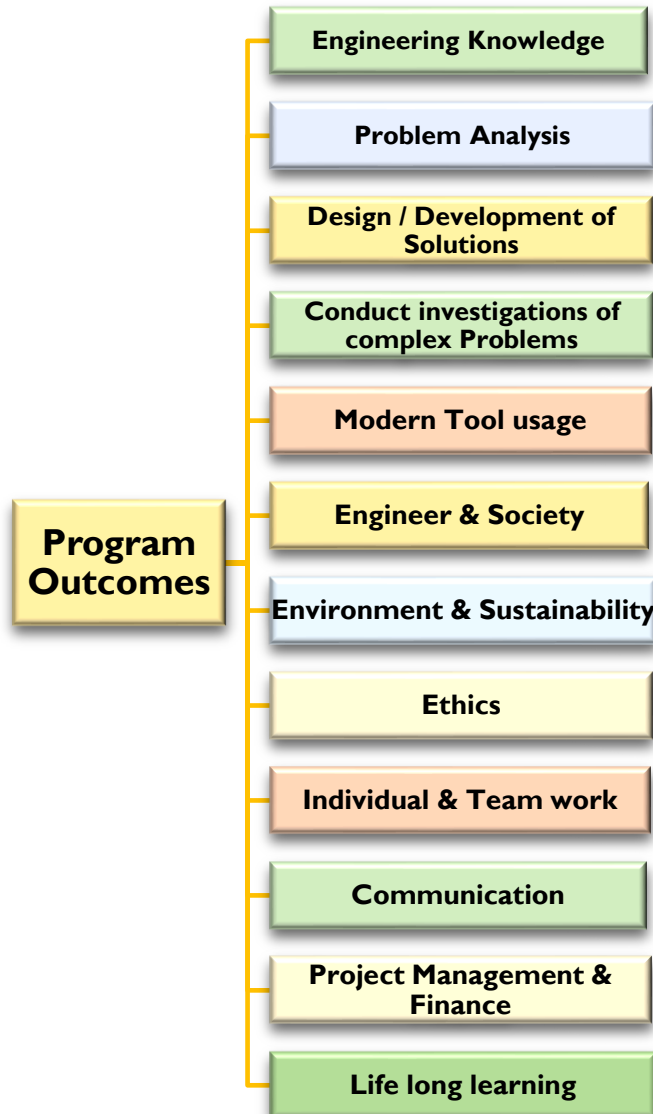 Engineering Knowledge
Problem Analysis
Design / Development of
Solutions
Conduct investigations of
complex Problems
Modern Tool usage
Engineer & Society
Program
Outcomes
Environment & Sustainability
Ethics
Individual & Team work
Communication
Project Management &
Finance
Life long learning